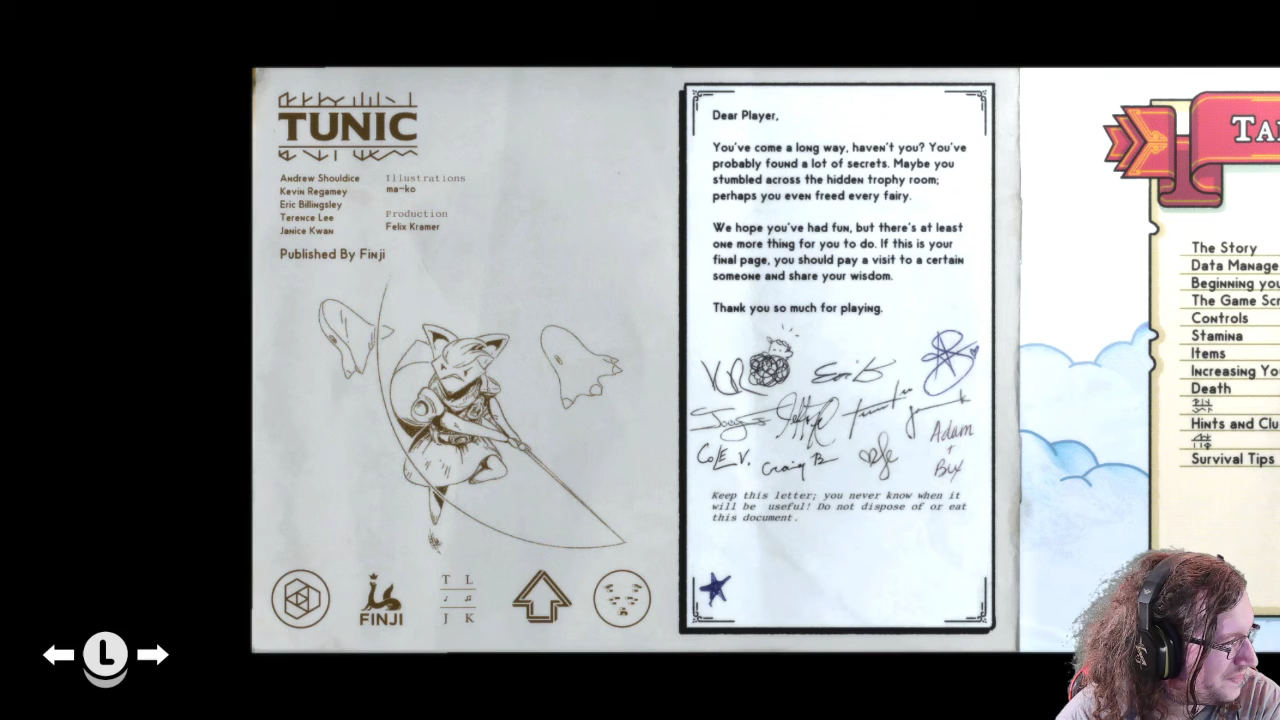 TUNIC
Andrew Shouldice
Kevin Regamey
Eric Billingsley
Terence Lee
Janice Kwan
Illustrations
ma-ko
Production
Felix Kramer
Published By Finji
FINJI
T L
J K
L
Dear Player,
You've come a long way, haven't you? You've
probably found a lot of secrets. Maybe you
stumbled across the hidden trophy room;
perhaps you even freed every fairy.
We hope you've had fun, but there's at least
one more thing for you to do. If this is your
final page, you should pay a visit to a certain
someone and share your wisdom.
Thank you so much for playing.
Cole V.
Craig B
Adam
+
Bix
Keep this letter; you never know when it
will be useful! Do not dispose of or eat
this document.
The Story
Data Manage
Beginning you
The Game Scr
Controls
Stamina
Items
Increasing Yo
Death
Hints and Clu
Survival Tips